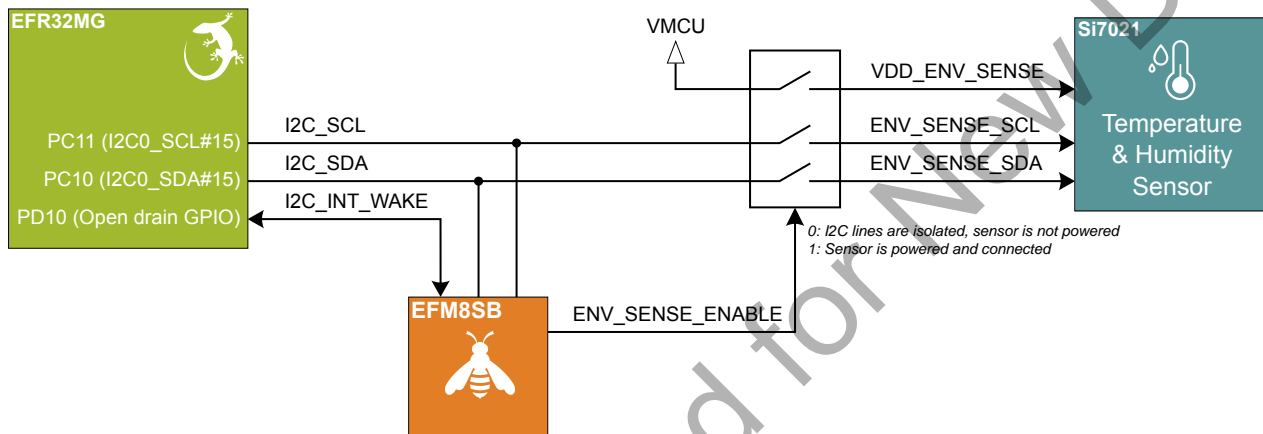 EFR32MG
PC11 (I2C0_SCL#15)
PC10 (I2C0_SDA#15)
PD10 (Open drain GPIO)
I2C_SCL
I2C_SDA
I2C_INT_WAKE
EFM8SB
ENV_SENSE_ENABLE
VMCU
VDD_ENV_SENSE
ENV_SENSE_SCL
ENV_SENSE_SDA
0: I2C lines are isolated, sensor is not powered
1: Sensor is powered and connected
Si7021
Temperature
& Humidity
Sensor
d for New D